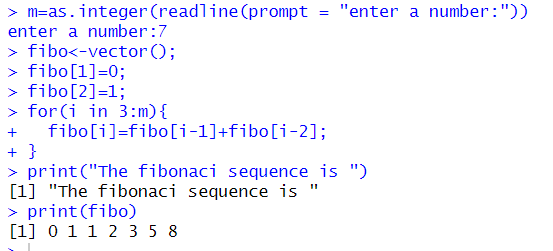 > m=as.integer(readline(prompt = "enter a number:"))
enter a number:7
> fibo<-vector();
> fibo[1]=0;
> fibo[2]=1;
> for(i in 3:m){
+   fibo[i]=fibo[i-1]+fibo[i-2];
+ }
> print("The fibonaci sequence is ")
[1] "The fibonaci sequence is "
> print(fibo)
[1] 0 1 1 2 3 5 8
>